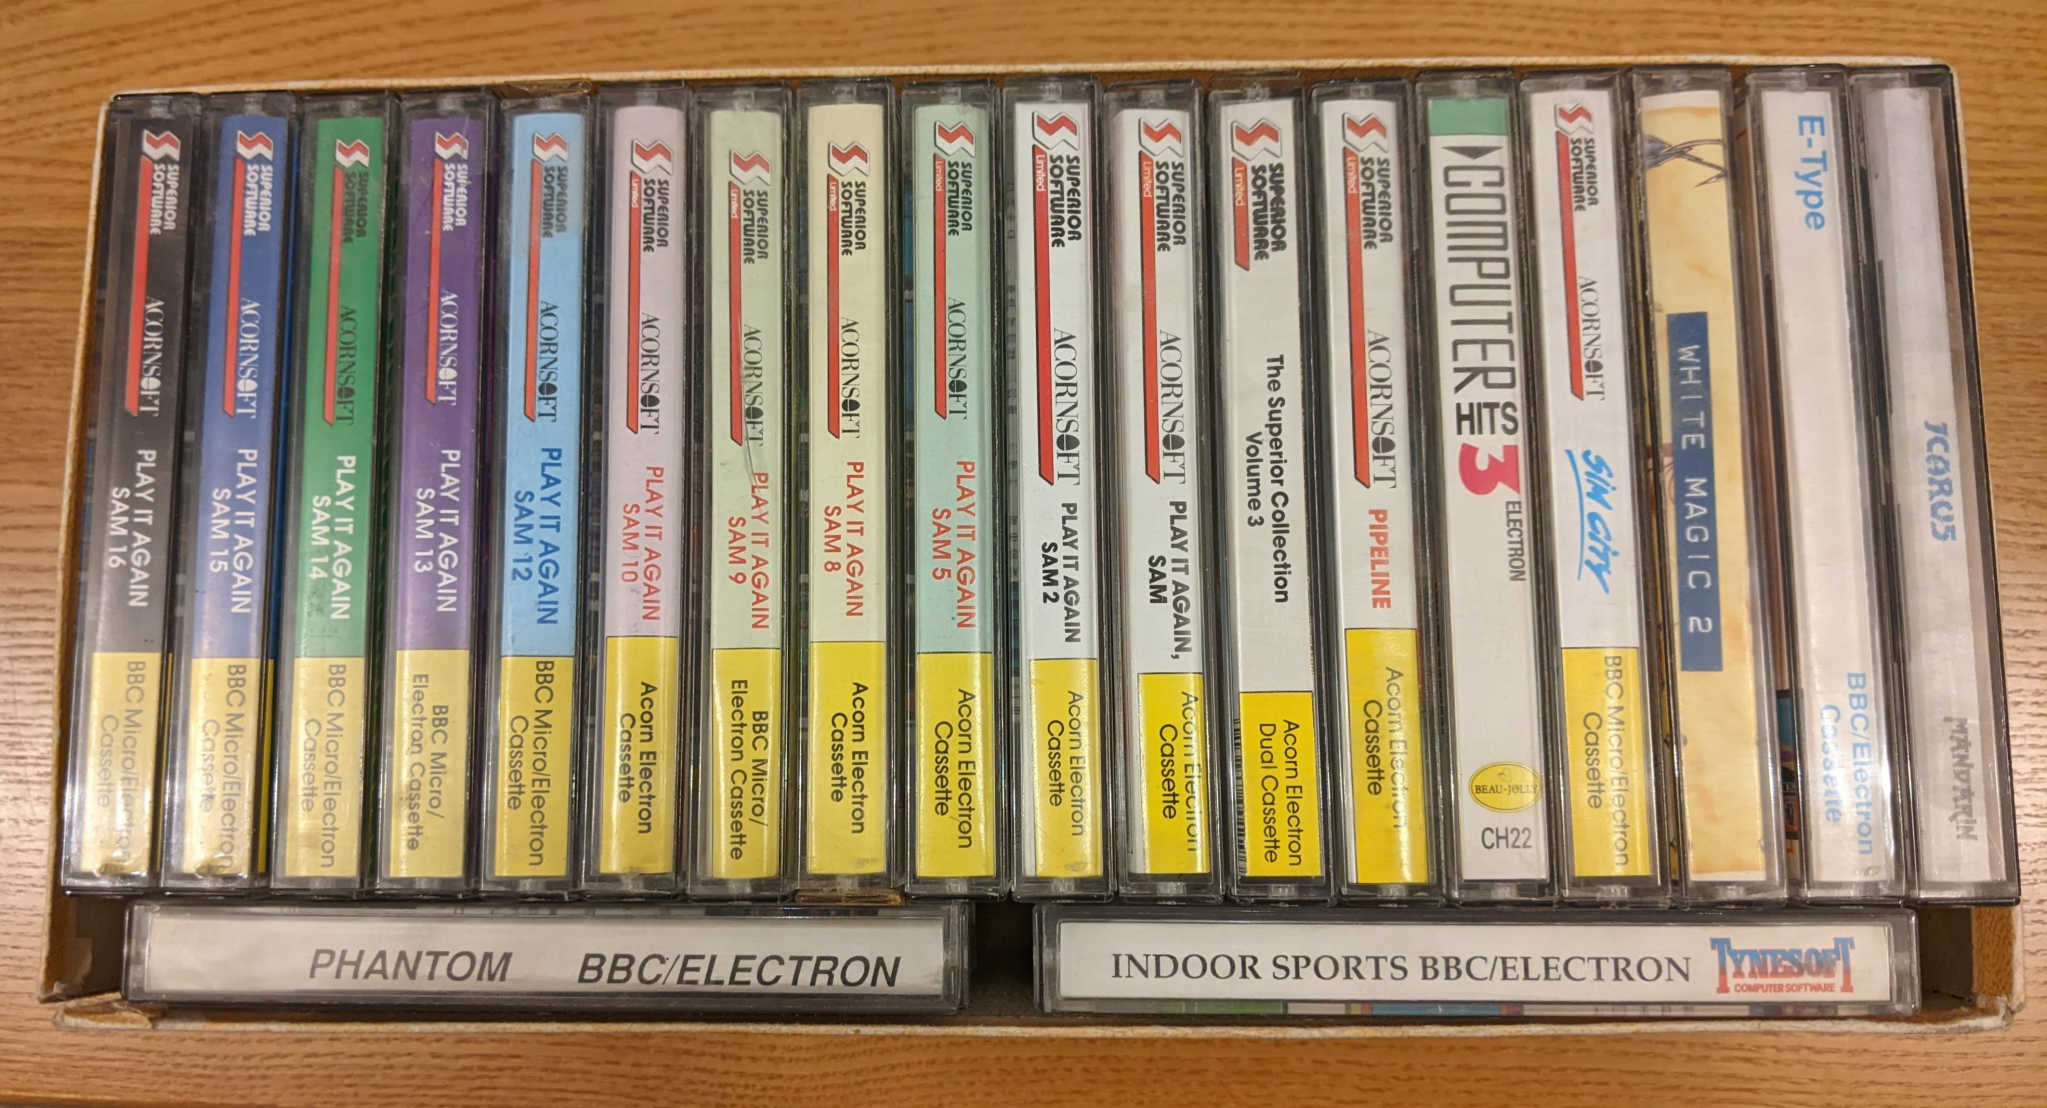 SUPERIOR
SOFTWARE
ACORNSOFT
PLAY IT AGAIN
SAM 16
BBC Micro/Electron
Cassette
SUPERIOR
SOFTWARE
ACORNSOFT
PLAY IT AGAIN
SAM 15
BBC Micro/Electron
Cassette
SUPERIOR
SOFTWARE
ACORNSOFT
PLAY IT AGAIN
SAM 14
BBC Micro/Electron
Cassette
SUPERIOR
SOFTWARE
ACORNSOFT
PLAY IT AGAIN
SAM 13
BBC Micro/
Electron Cassette
SUPERIOR
SOFTWARE
ACORNSOFT
PLAY IT AGAIN
SAM 12
BBC Micro/Electron
Cassette
SUPERIOR
SOFTWARE
Limited
ACORNSOFT
PLAY IT AGAIN
SAM 10
Acorn Electron
Cassette
SUPERIOR
SOFTWARE
Limited
ACORNSOFT
PLAY IT AGAIN
SAM 9
BBC Micro/
Electron Cassette
SUPERIOR
SOFTWARE
Limited
ACORNSOFT
PLAY IT AGAIN
SAM 8
Acorn Electron
Cassette
SUPERIOR
SOFTWARE
Limited
ACORNSOFT
PLAY IT AGAIN
SAM 5
Acorn Electron
Cassette
SUPERIOR
SOFTWARE
Limited
ACORNSOFT
PLAY IT AGAIN
SAM 2
Acorn Electron
Cassette
SUPERIOR
SOFTWARE
Limited
ACORNSOFT
PLAY IT AGAIN,
SAM
Acorn Electron
Cassette
SUPERIOR
SOFTWARE
Limited
The Superior Collection
Volume 3
Acorn Electron
Dual Cassette
SUPERIOR
SOFTWARE
Limited
ACORNSOFT
PIPELINE
Acorn Electron
Cassette
COMPUTER HITS 3
ELECTRON
BEAU-JOLLY
CH22
SUPERIOR
SOFTWARE
ACORNSOFT
SIN CITY
BBC Micro/Electron
Cassette
WHITE MAGIC 2
E-Type
BBC/Electron
Cassette
ICARUS
MANDARIN
PHANTOM BBC/ELECTRON
INDOOR SPORTS BBC/ELECTRON
TYNESOFT
COMPUTER SOFTWARE